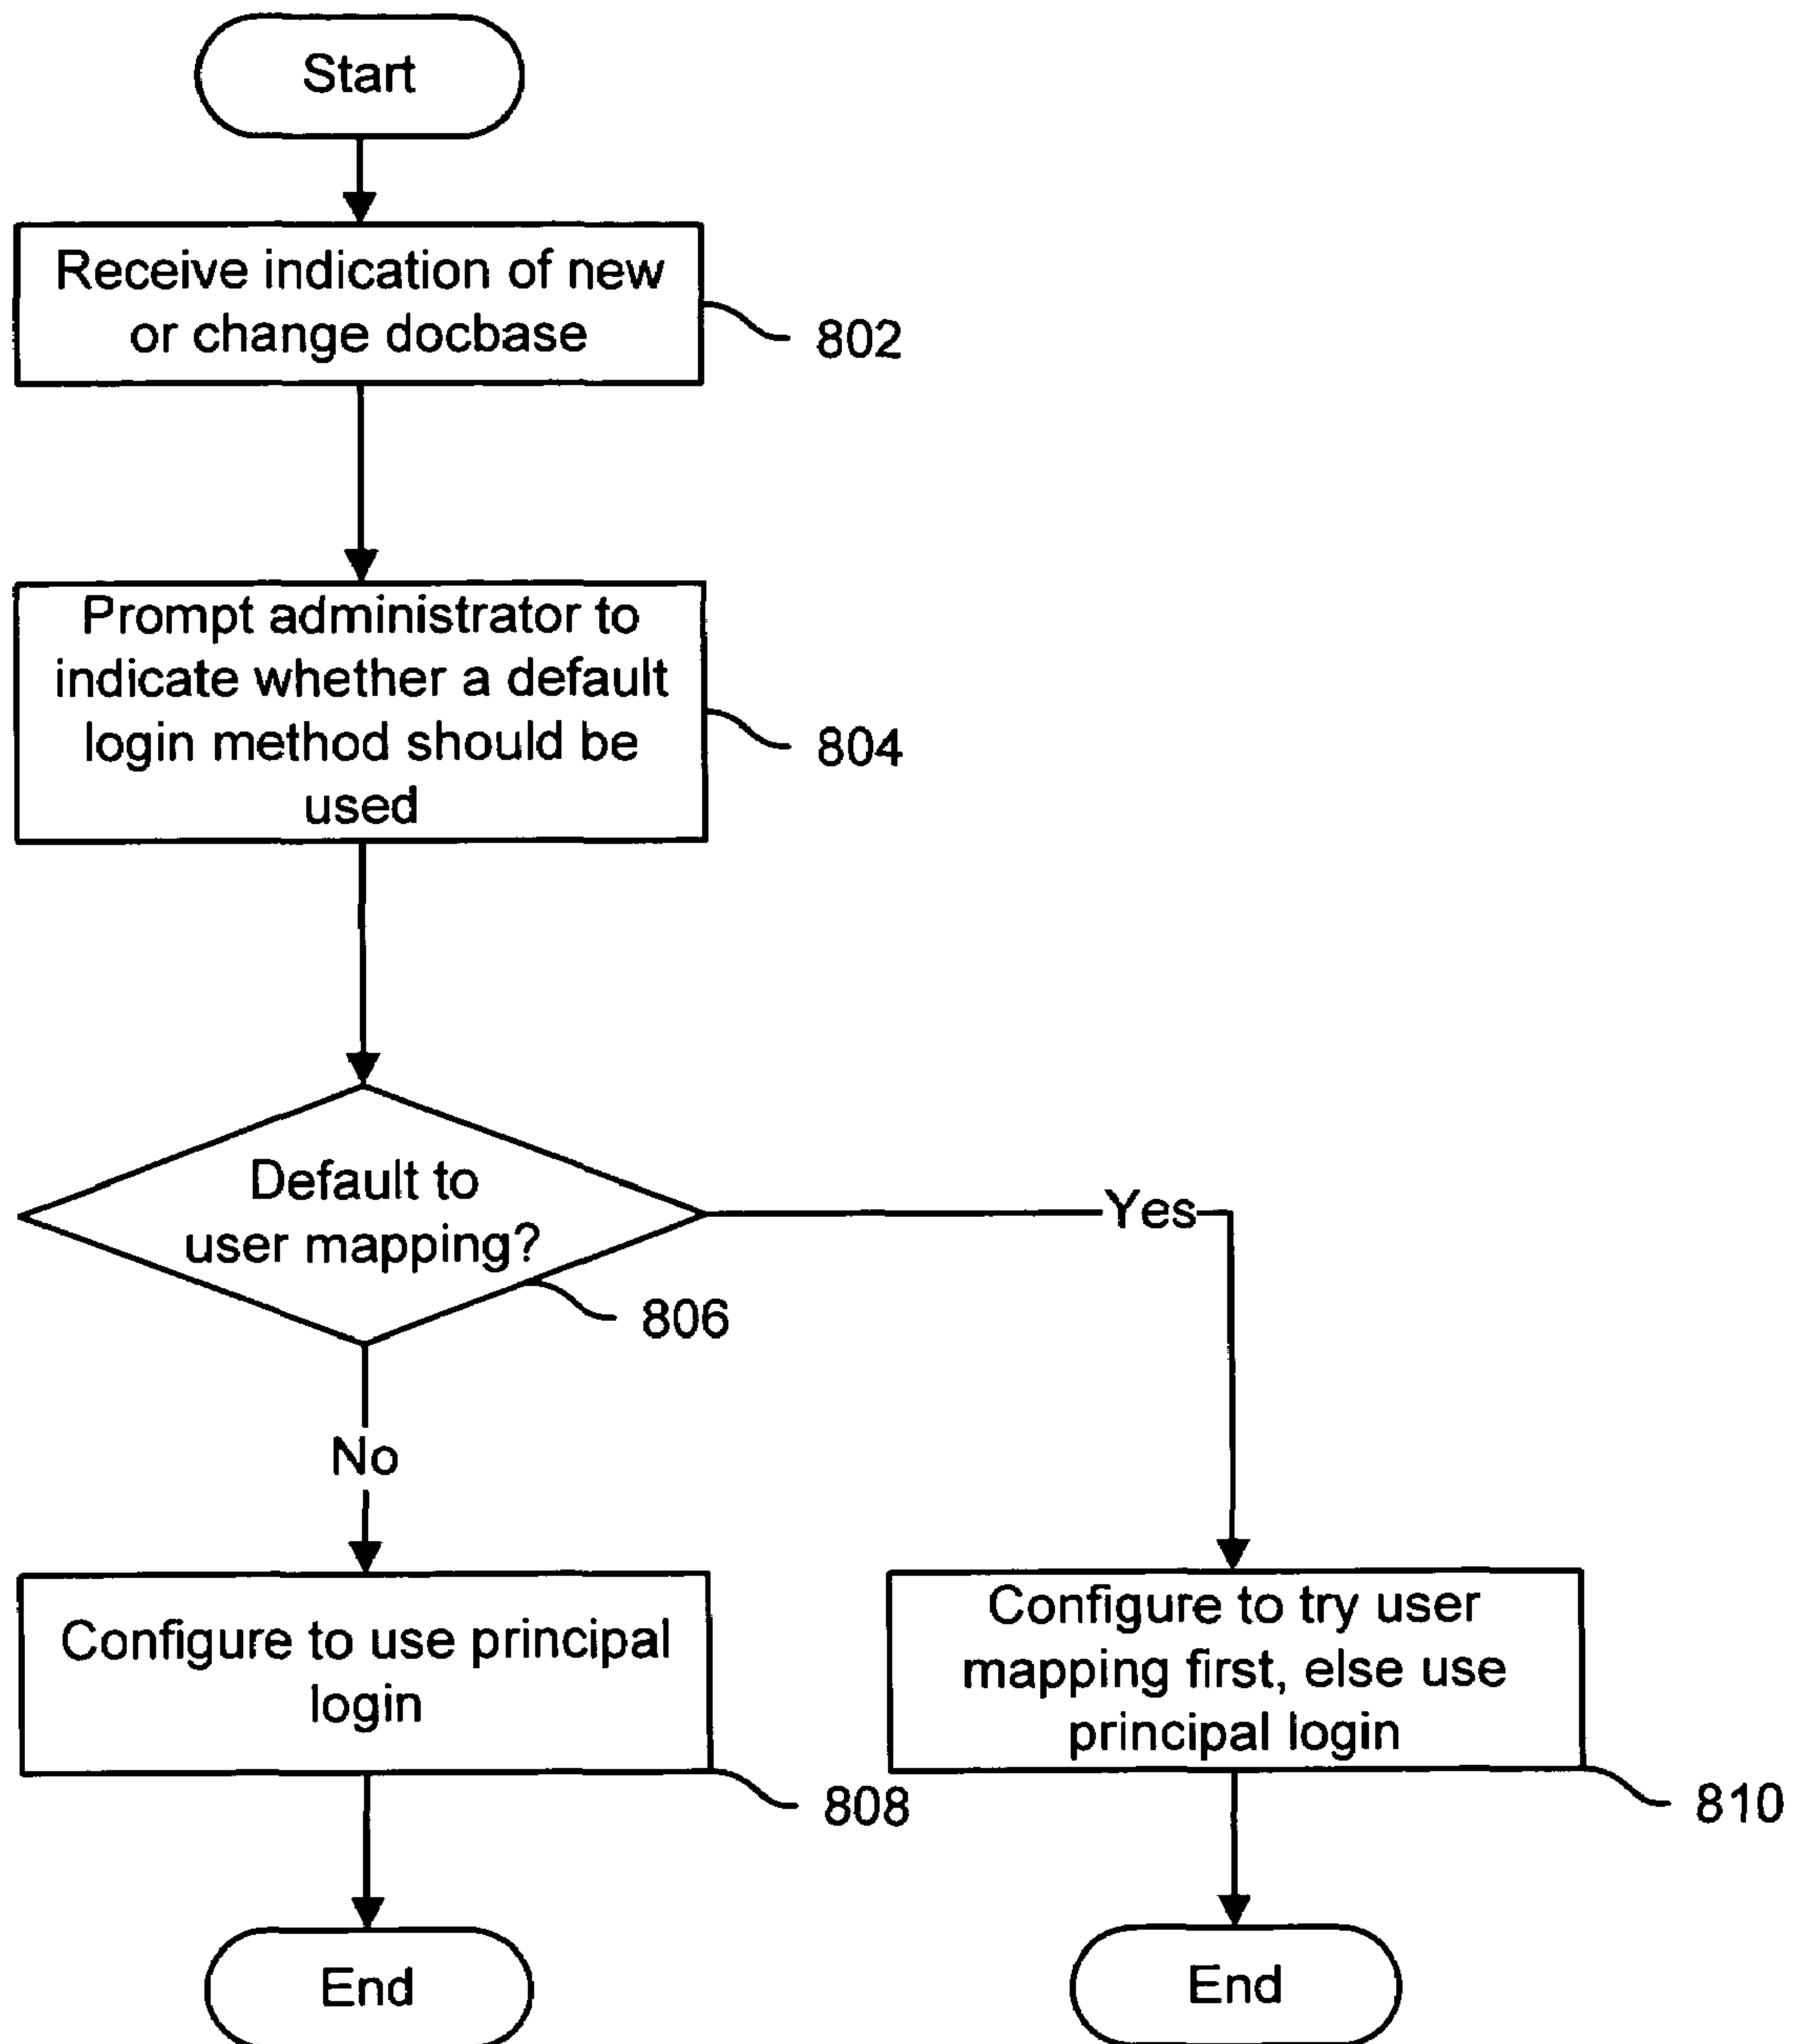 Start
Receive indication of new
or change docbase
802
Prompt administrator to
indicate whether a default
login method should be
used
804
Default to
user mapping?
806
Yes
No
Configure to use principal
login
808
Configure to try user
mapping first, else use
principal login
810
End
End